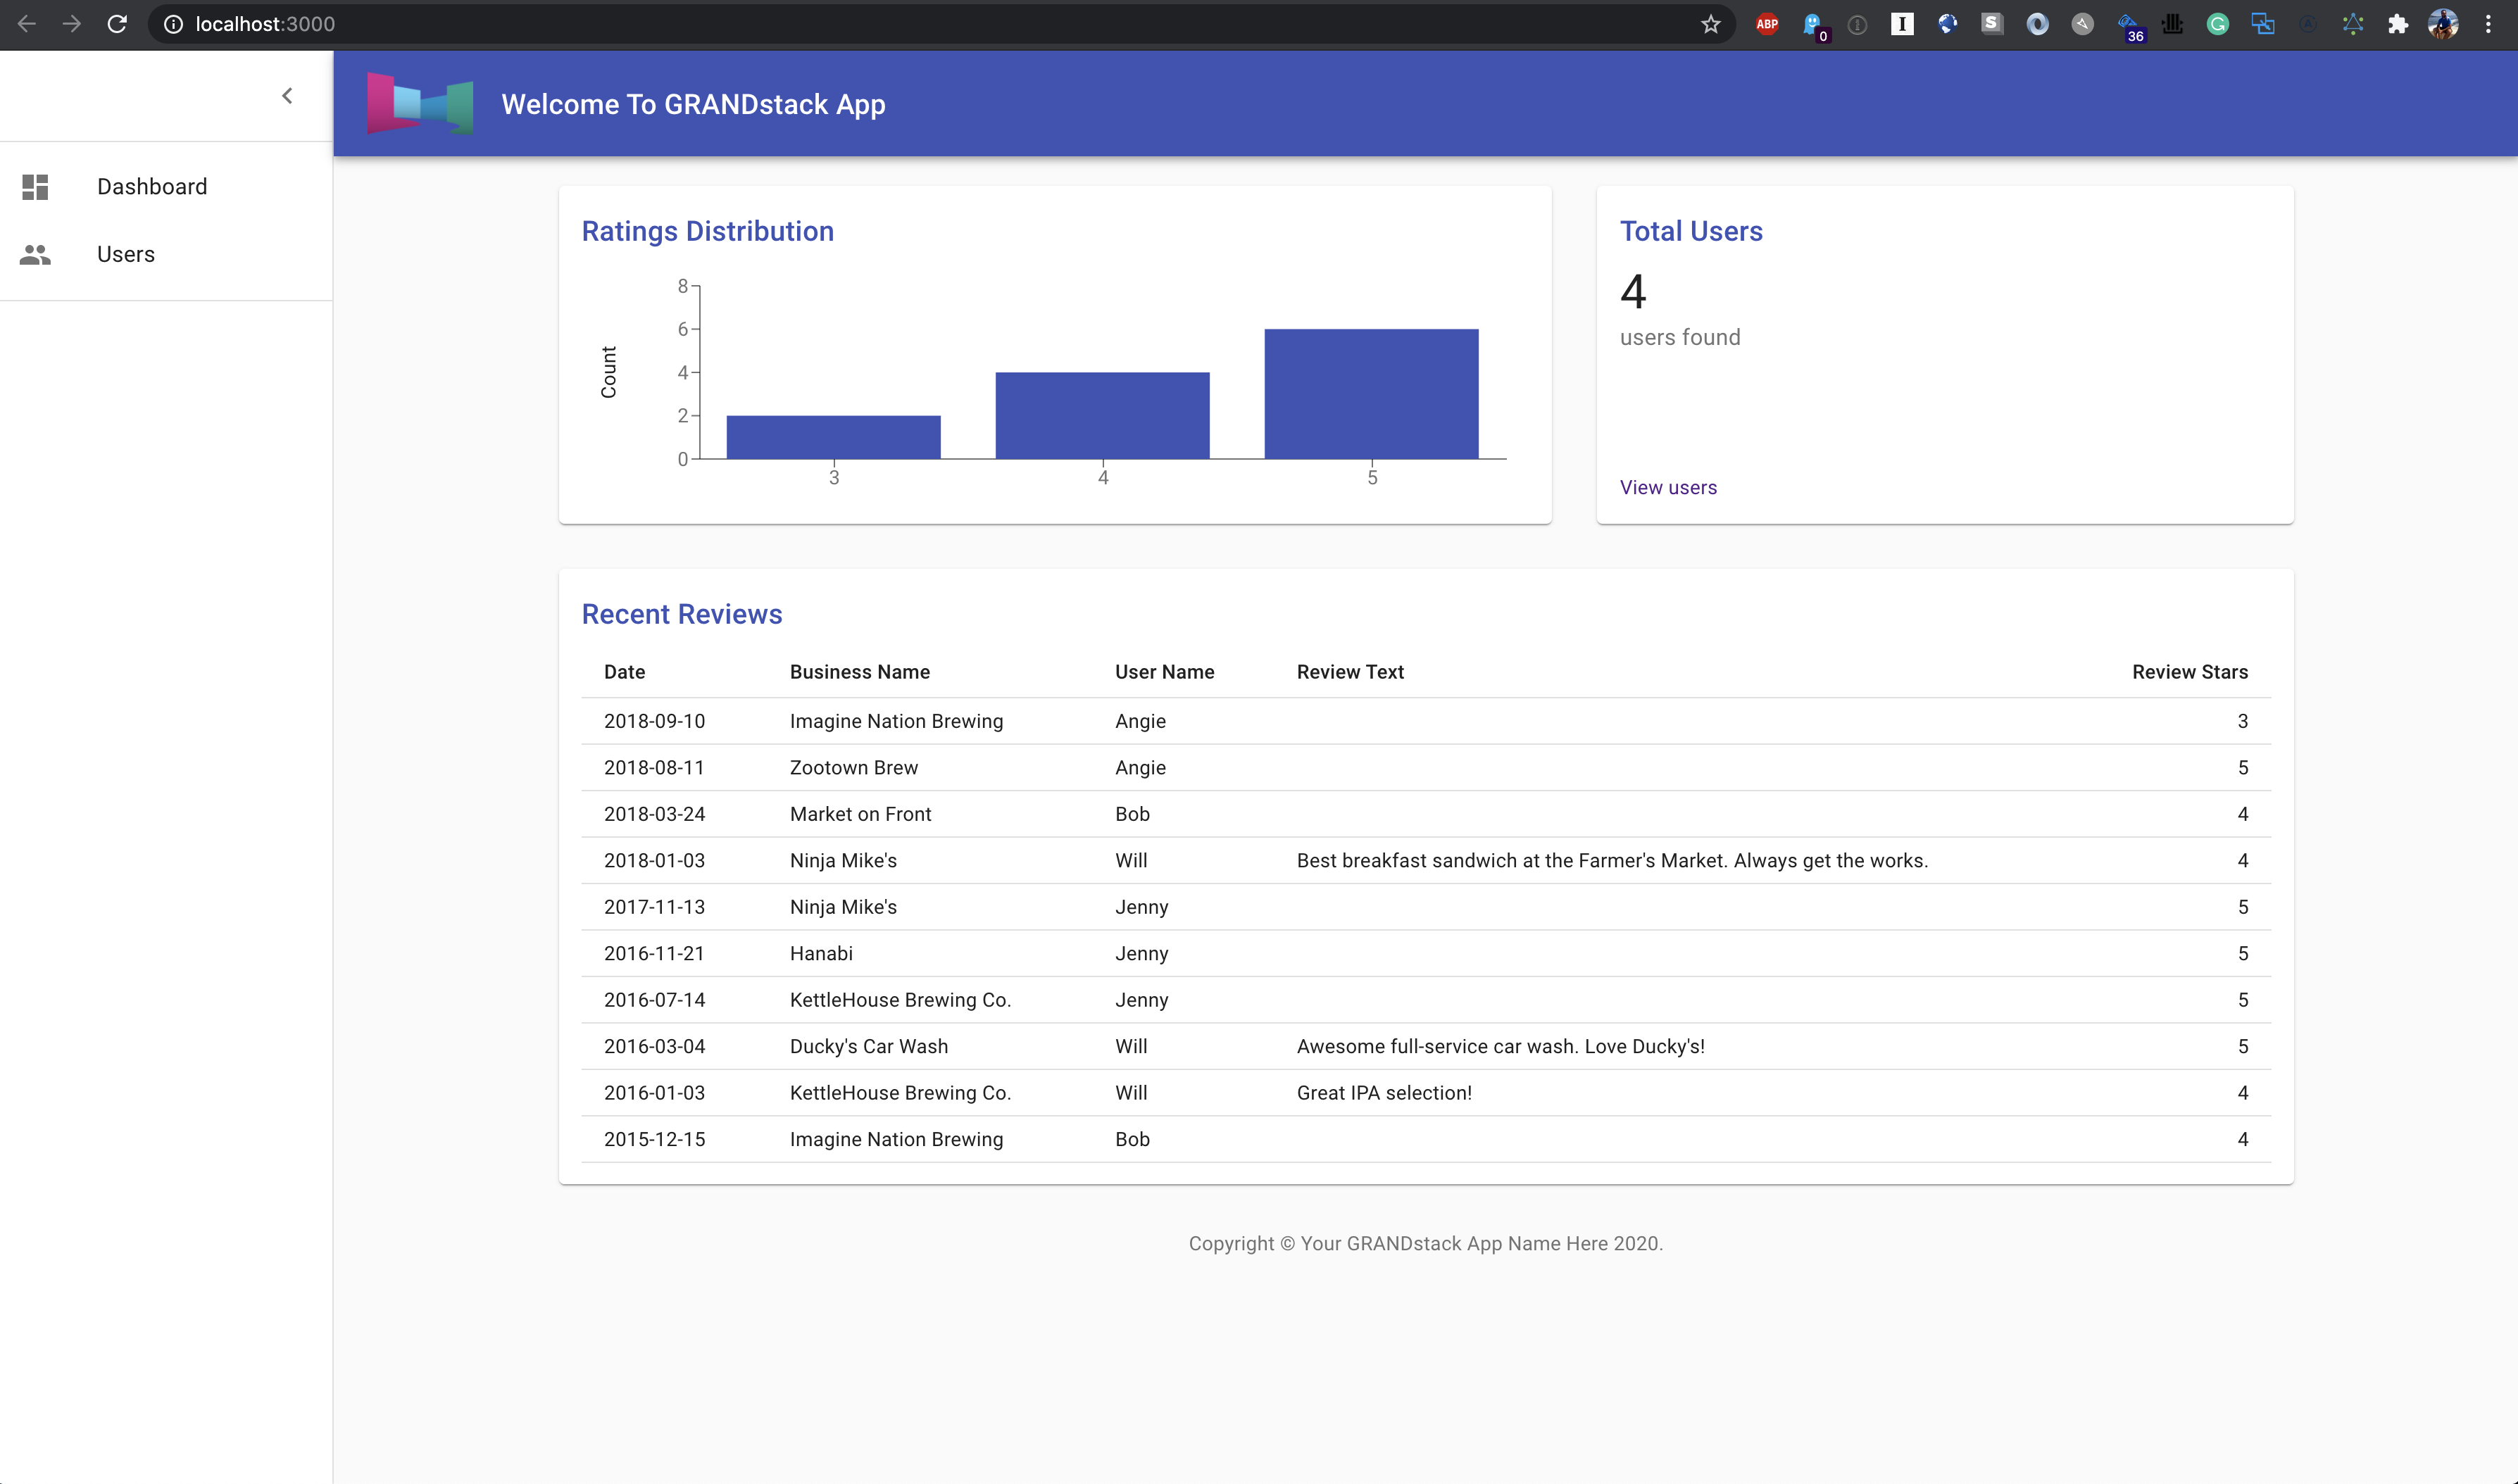 localhost:3000
ABP
0
I
S
36
G
A
Welcome To GRANDstack App
Dashboard
Users
Ratings Distribution
Count
8
6
4
2
0
3 4 5
Total Users
4
users found
View users
Recent Reviews
Date Business Name User Name Review Text Review Stars
2018-09-10 Imagine Nation Brewing Angie 3
2018-08-11 Zootown Brew Angie 5
2018-03-24 Market on Front Bob 4
2018-01-03 Ninja Mike's Will Best breakfast sandwich at the Farmer's Market. Always get the works. 4
2017-11-13 Ninja Mike's Jenny 5
2016-11-21 Hanabi Jenny 5
2016-07-14 KettleHouse Brewing Co. Jenny 5
2016-03-04 Ducky's Car Wash Will Awesome full-service car wash. Love Ducky's! 5
2016-01-03 KettleHouse Brewing Co. Will Great IPA selection! 4
2015-12-15 Imagine Nation Brewing Bob 4
Copyright © Your GRANDstack App Name Here 2020.